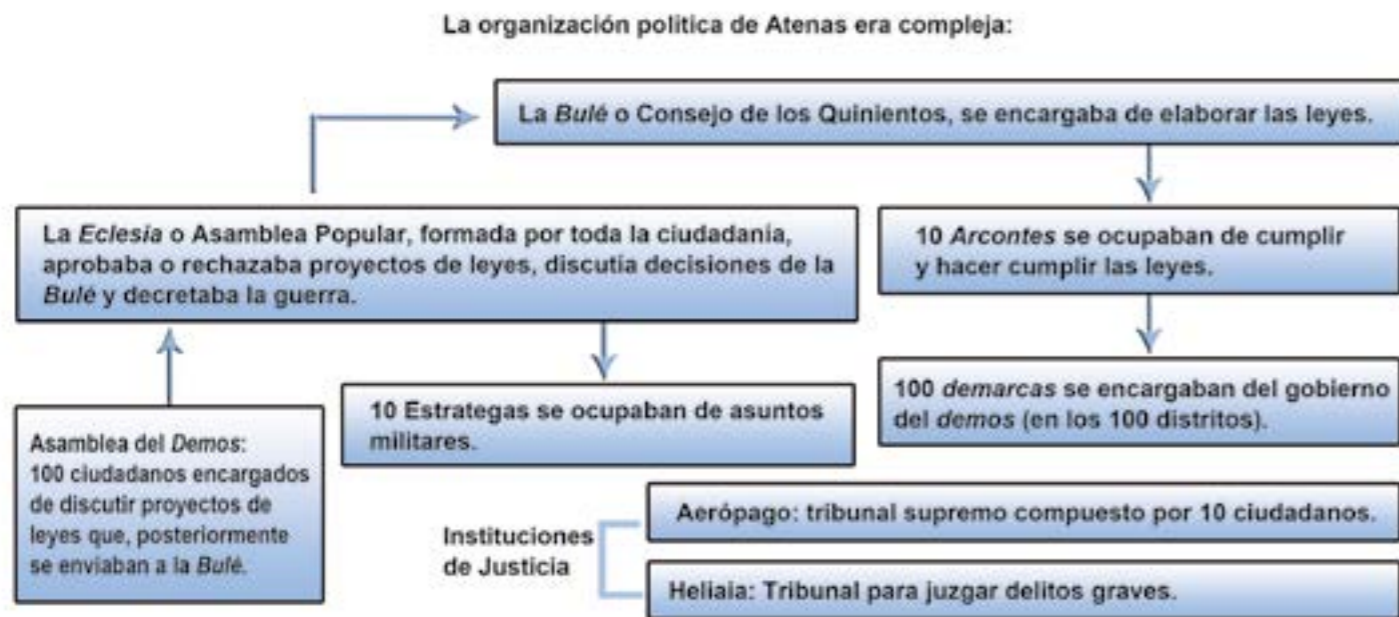 La organización politica de Atenas era compleja:
La Bulé o Consejo de los Quinientos, se encargaba de elaborar las leyes.
La Eclesia o Asamblea Popular, formada por toda la ciudadania,
aprobaba o rechazaba proyectos de leyes, discutia decisiones de la
Bulé y decretaba la guerra.
10 Arcontes se ocupaban de cumplir
y hacer cumplir las leyes.
100 demarcas se encargaban del gobierno
del demos (en los 100 distritos).
10 Estrategas se ocupaban de asuntos
militares.
Asamblea del Demos:
100 ciudadanos encargados
de discutir proyectos de
leyes que, posteriormente
se enviaban a la Bulé.
Instituciones
de Justicia
Aerópago: tribunal supremo compuesto por 10 ciudadanos.
Heliaia: Tribunal para juzgar delitos graves.